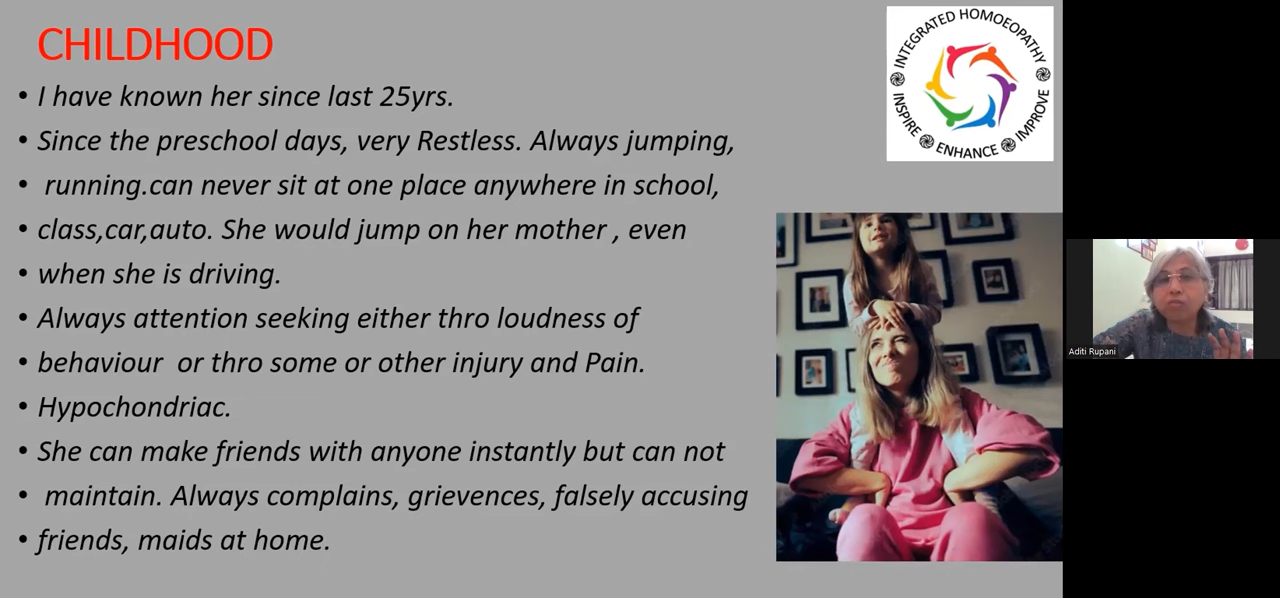 CHILDHOOD
• I have known her since last 25yrs.
• Since the preschool days, very Restless. Always jumping,
• running.can never sit at one place anywhere in school,
• class,car,auto. She would jump on her mother , even
• when she is driving.
• Always attention seeking either thro loudness of
• behaviour or thro some or other injury and Pain.
• Hypochondriac.
• She can make friends with anyone instantly but can not
• maintain. Always complains, grievences, falsely accusing
• friends, maids at home.
INTEGRATED HOMOEOPATHY
INSPIRE ENHANCE IMPROVE
Aditi Rupani